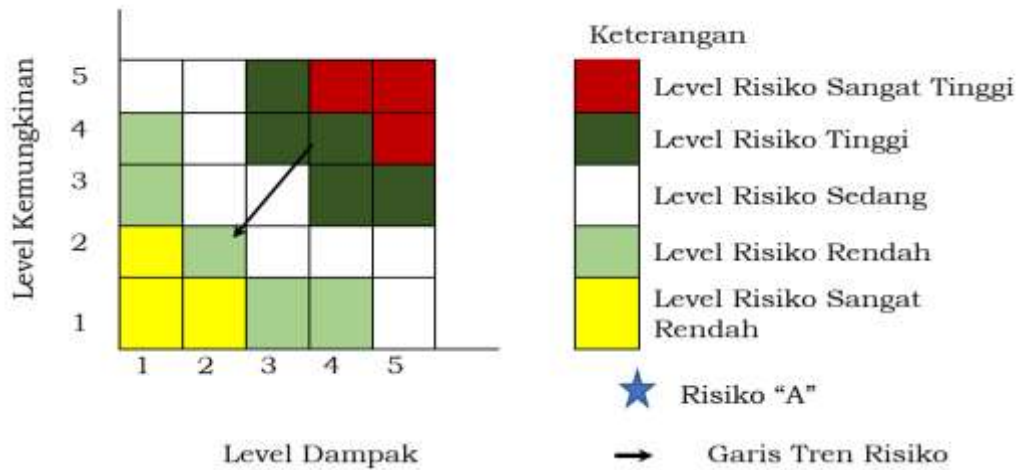 Keterangan
Level Kemungkinan
5
4
3
2
1
1 2 3 4 5
Level Dampak
Level Risiko Sangat Tinggi
Level Risiko Tinggi
Level Risiko Sedang
Level Risiko Rendah
Level Risiko Sangat
Rendah
Risiko “A”
Garis Tren Risiko